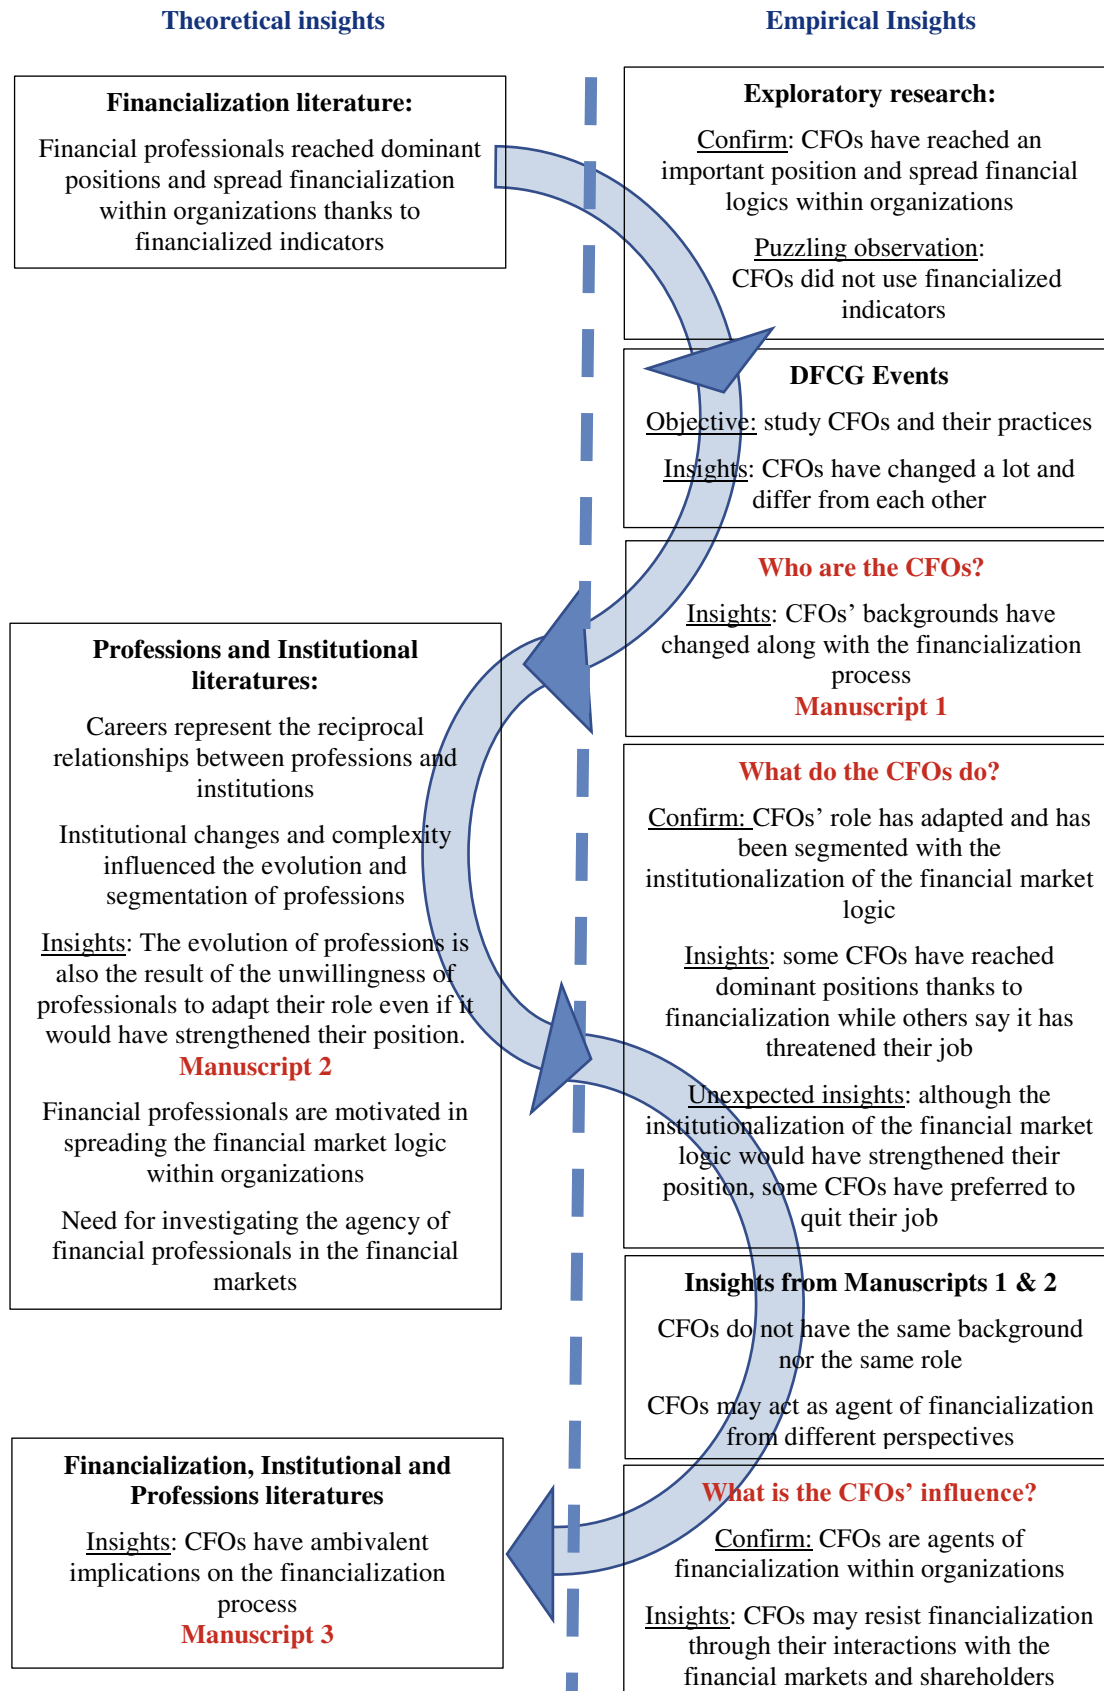 Theoretical insights
Empirical Insights
Financialization literature:
Financial professionals reached dominant
positions and spread financialization
within organizations thanks to
financialized indicators
Exploratory research:
Confirm: CFOs have reached an
important position and spread financial
logics within organizations
Puzzling observation:
CFOs did not use financialized
indicators
DFCG Events
Objective: study CFOs and their practices
Insights: CFOs have changed a lot and
differ from each other
Who are the CFOs?
Insights: CFOs’ backgrounds have
changed along with the financialization
process
Manuscript 1
Professions and Institutional
literatures:
Careers represent the reciprocal
relationships between professions and
institutions
Institutional changes and complexity
influenced the evolution and
segmentation of professions
Insights: The evolution of professions is
also the result of the unwillingness of
professionals to adapt their role even if it
would have strengthened their position.
Manuscript 2
Financial professionals are motivated in
spreading the financial market logic
within organizations
Need for investigating the agency of
financial professionals in the financial
markets
What do the CFOs do?
Confirm: CFOs’ role has adapted and has
been segmented with the
institutionalization of the financial market
logic
Insights: some CFOs have reached
dominant positions thanks to
financialization while others say it has
threatened their job
Unexpected insights: although the
institutionalization of the financial market
logic would have strengthened their
position, some CFOs have preferred to
quit their job
Insights from Manuscripts 1 & 2
CFOs do not have the same background
nor the same role
CFOs may act as agent of financialization
from different perspectives
Financialization, Institutional and
Professions literatures
Insights: CFOs have ambivalent
implications on the financialization
process
Manuscript 3
What is the CFOs’ influence?
Confirm: CFOs are agents of
financialization within organizations
Insights: CFOs may resist financialization
through their interactions with the
financial markets and shareholders